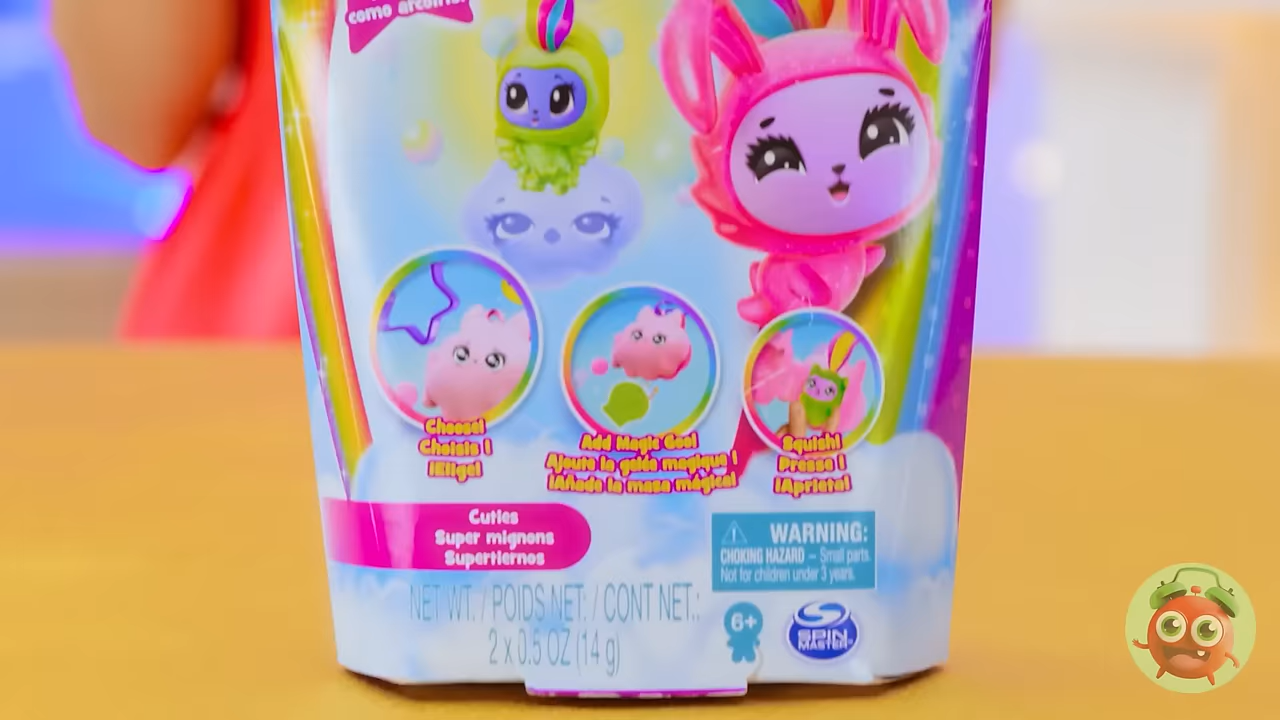 como arcoíris!
Choose!
Choisis !
¡Elige!
Add Magic Goo!
Ajoute la gelée magique !
¡Añade la masa mágica!
Squish!
Presse !
¡Aprieta!
Cuties
Super mignons
Supertiernos
WARNING:
CHOKING HAZARD – Small parts.
Not for children under 3 years.
NET WT. / POIDS NET: / CONT NET.:
2 x 0.5 OZ (14 g)
6+
SPIN
MASTER